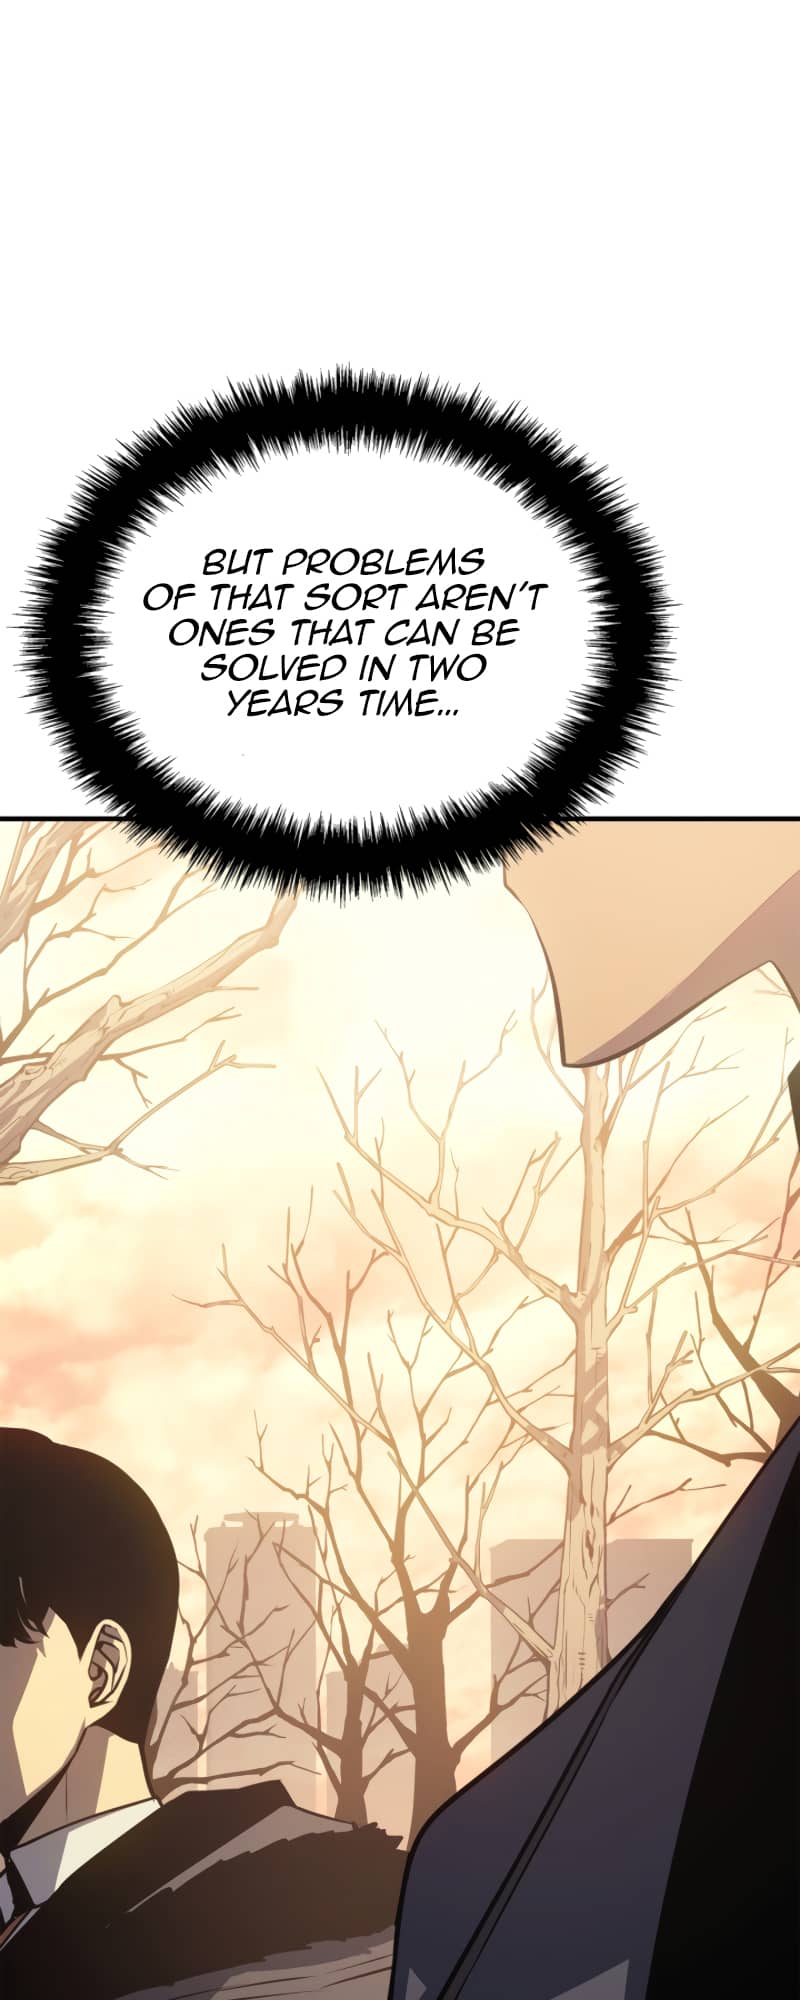 BUT PROBLEMS
OF THAT SORT AREN'T
ONES THAT CAN BE
SOLVED IN TWO
YEARS TIME...